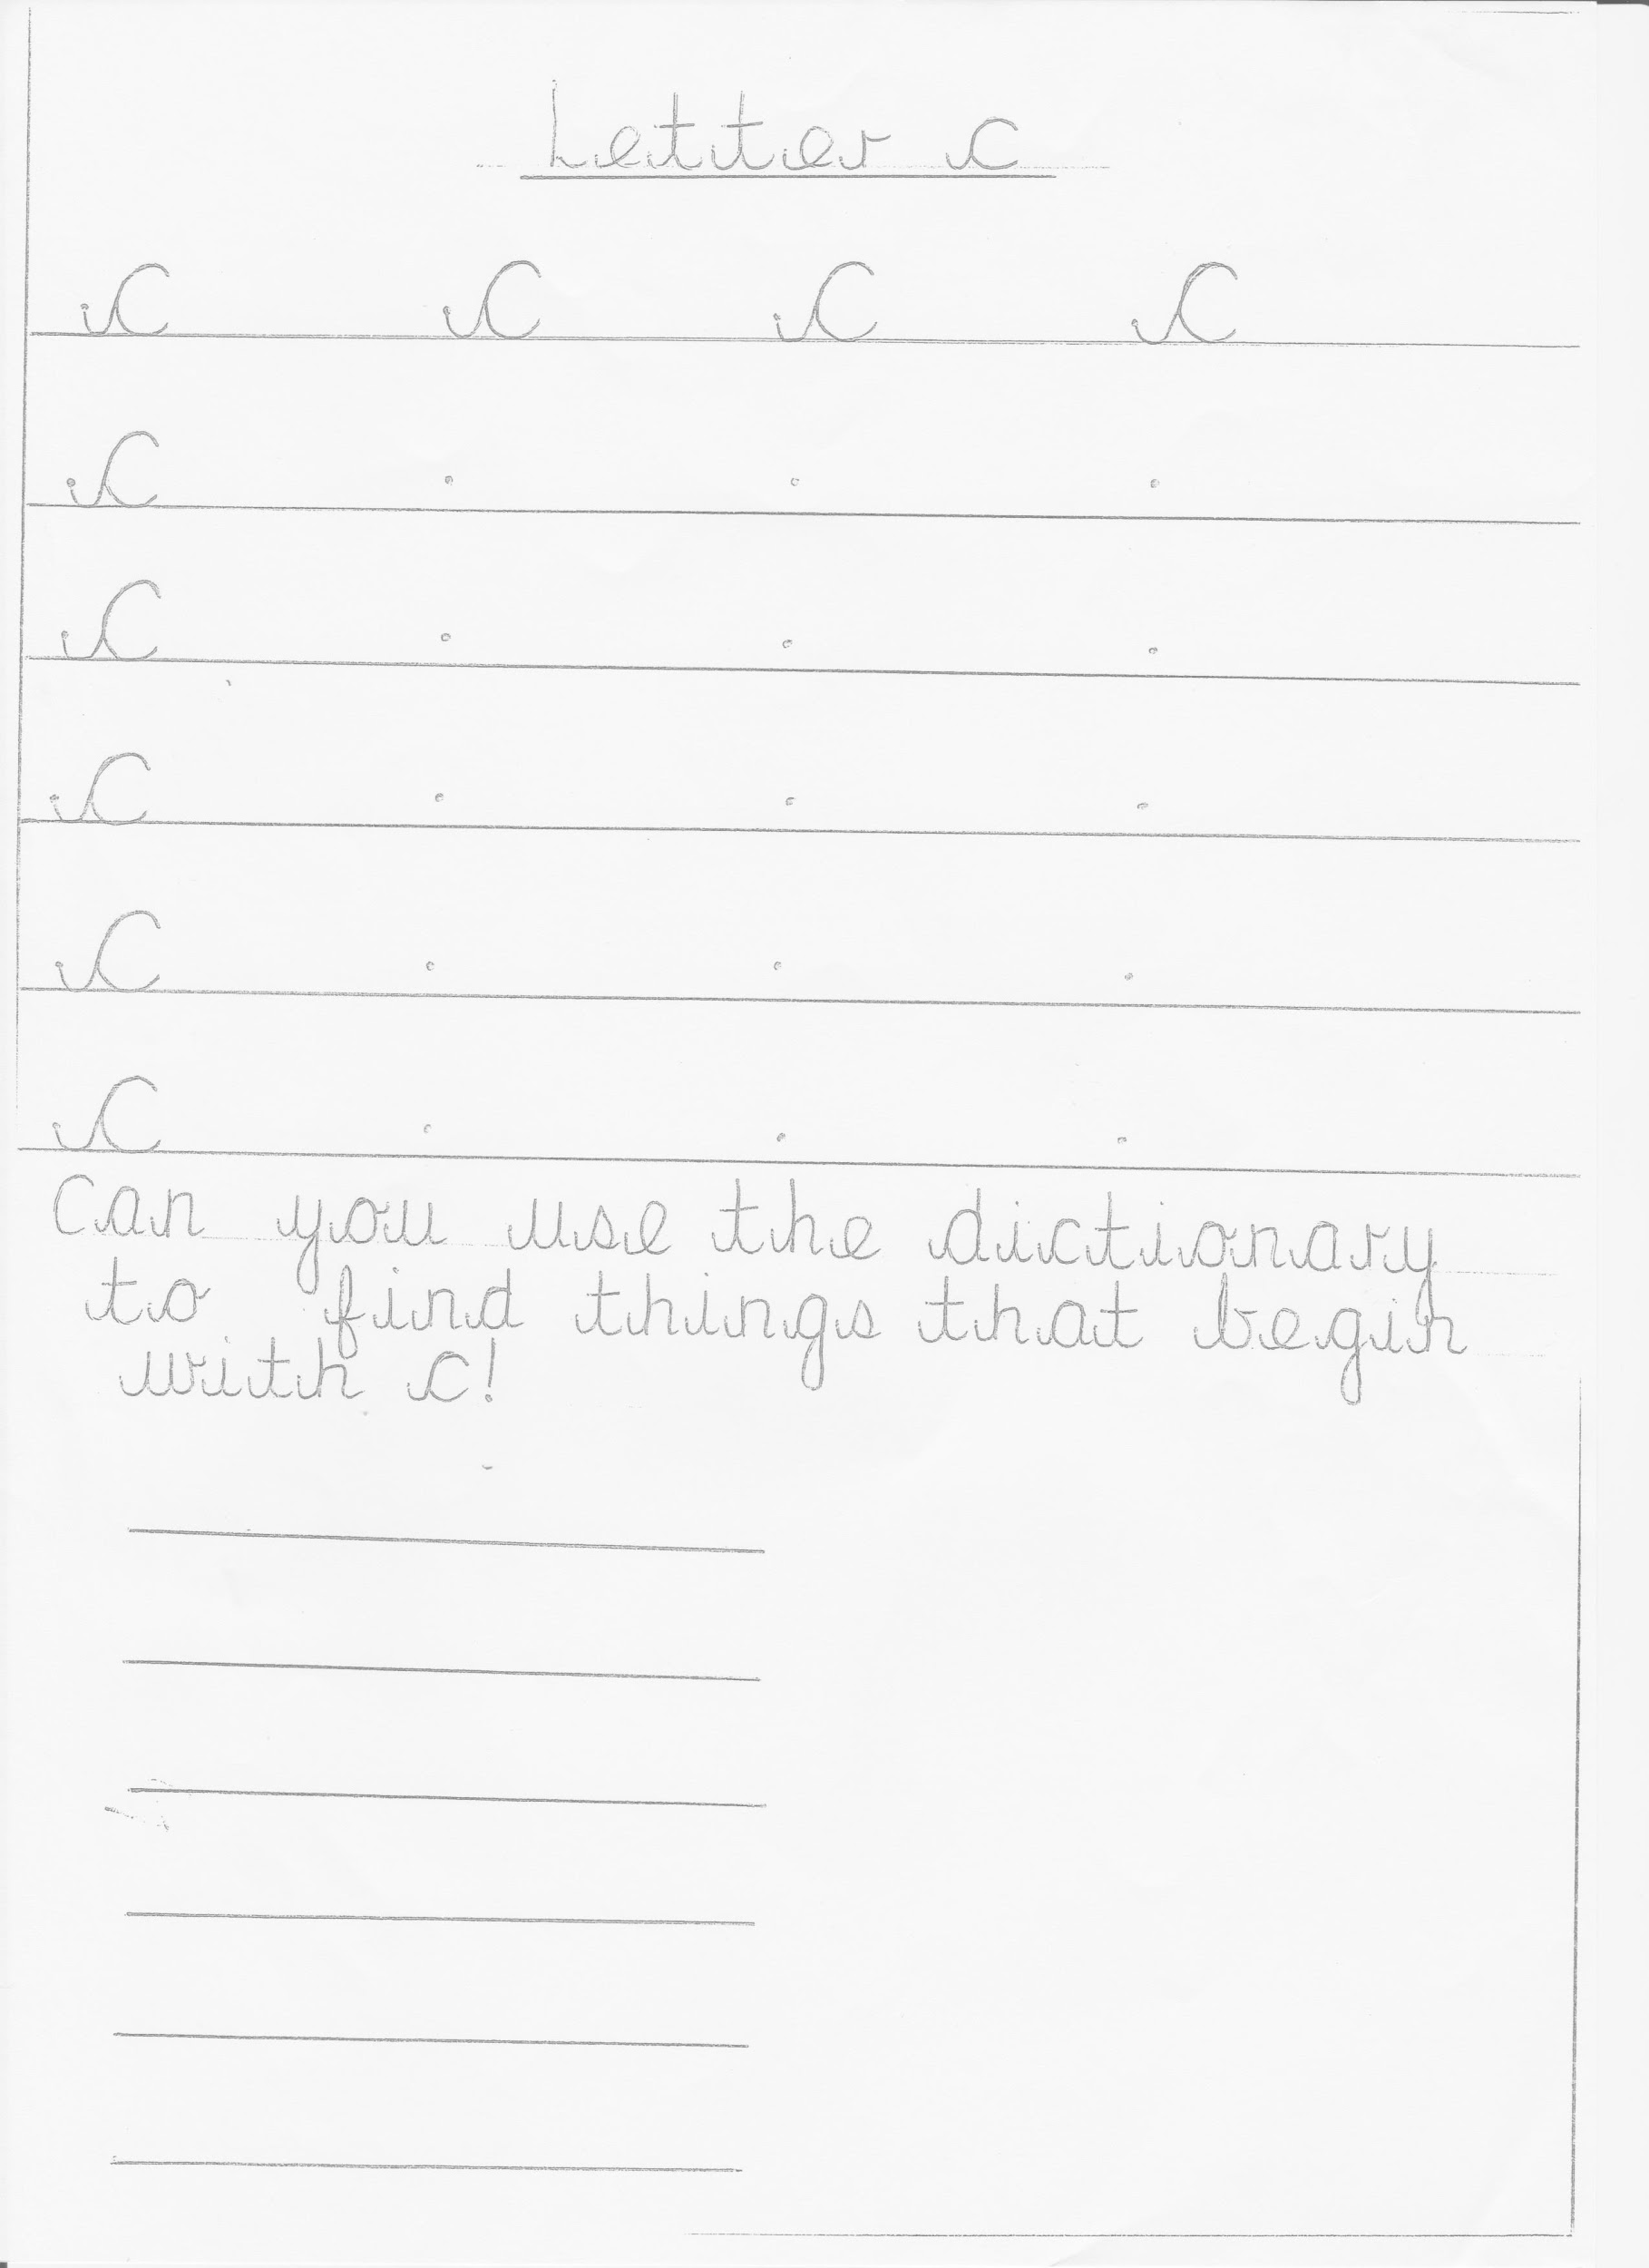 Letter c
c c c c
c
c
c
c
c
Can you use the dictionary
to find things that begin
with c!